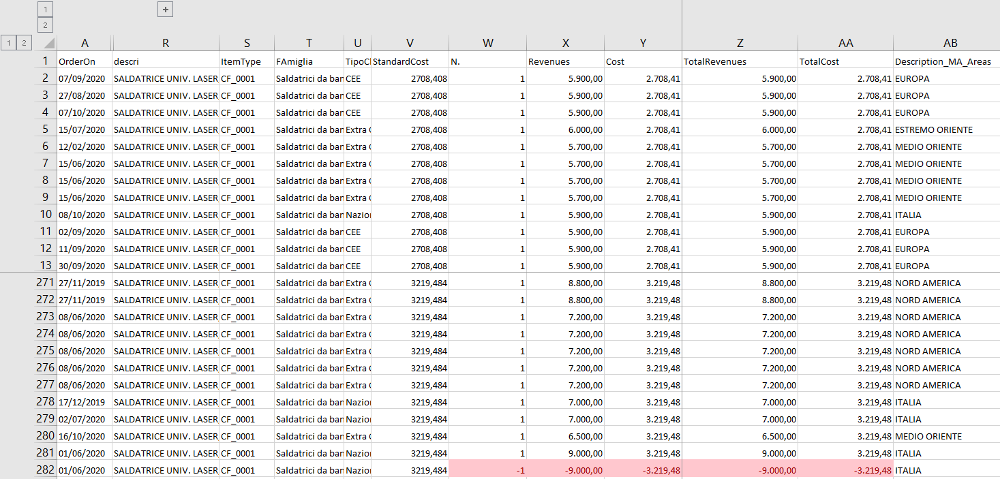 1
+
2
1 2 A R S T U V W X Y Z AA AB
1 OrderOn descri ItemType FAmiglia TipoCl StandardCost N. Revenues Cost TotalRevenues TotalCost Description_MA_Areas
2 07/09/2020 SALDATRICE UNIV. LASER CF_0001 Saldatrici da ban CEE 2708,408 1 5.900,00 2.708,41 5.900,00 2.708,41 EUROPA
3 27/08/2020 SALDATRICE UNIV. LASER CF_0001 Saldatrici da ban CEE 2708,408 1 5.900,00 2.708,41 5.900,00 2.708,41 EUROPA
4 07/10/2020 SALDATRICE UNIV. LASER CF_0001 Saldatrici da ban CEE 2708,408 1 5.900,00 2.708,41 5.900,00 2.708,41 EUROPA
5 15/07/2020 SALDATRICE UNIV. LASER CF_0001 Saldatrici da ban Extra 2708,408 1 6.000,00 2.708,41 6.000,00 2.708,41 ESTREMO ORIENTE
6 12/02/2020 SALDATRICE UNIV. LASER CF_0001 Saldatrici da ban Extra 2708,408 1 5.700,00 2.708,41 5.700,00 2.708,41 MEDIO ORIENTE
7 15/06/2020 SALDATRICE UNIV. LASER CF_0001 Saldatrici da ban Extra 2708,408 1 5.700,00 2.708,41 5.700,00 2.708,41 MEDIO ORIENTE
8 15/06/2020 SALDATRICE UNIV. LASER CF_0001 Saldatrici da ban Extra 2708,408 1 5.700,00 2.708,41 5.700,00 2.708,41 MEDIO ORIENTE
9 15/06/2020 SALDATRICE UNIV. LASER CF_0001 Saldatrici da ban Extra 2708,408 1 5.700,00 2.708,41 5.700,00 2.708,41 MEDIO ORIENTE
10 08/10/2020 SALDATRICE UNIV. LASER CF_0001 Saldatrici da ban Nazior 2708,408 1 5.900,00 2.708,41 5.900,00 2.708,41 ITALIA
11 02/09/2020 SALDATRICE UNIV. LASER CF_0001 Saldatrici da ban CEE 2708,408 1 5.900,00 2.708,41 5.900,00 2.708,41 EUROPA
12 11/09/2020 SALDATRICE UNIV. LASER CF_0001 Saldatrici da ban CEE 2708,408 1 5.900,00 2.708,41 5.900,00 2.708,41 EUROPA
13 30/09/2020 SALDATRICE UNIV. LASER CF_0001 Saldatrici da ban CEE 2708,408 1 5.900,00 2.708,41 5.900,00 2.708,41 EUROPA
271 27/11/2019 SALDATRICE UNIV. LASER CF_0001 Saldatrici da ban Extra 3219,484 1 8.800,00 3.219,48 8.800,00 3.219,48 NORD AMERICA
272 27/11/2019 SALDATRICE UNIV. LASER CF_0001 Saldatrici da ban Extra 3219,484 1 8.800,00 3.219,48 8.800,00 3.219,48 NORD AMERICA
273 08/06/2020 SALDATRICE UNIV. LASER CF_0001 Saldatrici da ban Extra 3219,484 1 7.200,00 3.219,48 7.200,00 3.219,48 NORD AMERICA
274 08/06/2020 SALDATRICE UNIV. LASER CF_0001 Saldatrici da ban Extra 3219,484 1 7.200,00 3.219,48 7.200,00 3.219,48 NORD AMERICA
275 08/06/2020 SALDATRICE UNIV. LASER CF_0001 Saldatrici da ban Extra 3219,484 1 7.200,00 3.219,48 7.200,00 3.219,48 NORD AMERICA
276 08/06/2020 SALDATRICE UNIV. LASER CF_0001 Saldatrici da ban Extra 3219,484 1 7.200,00 3.219,48 7.200,00 3.219,48 NORD AMERICA
277 08/06/2020 SALDATRICE UNIV. LASER CF_0001 Saldatrici da ban Extra 3219,484 1 7.200,00 3.219,48 7.200,00 3.219,48 NORD AMERICA
278 17/12/2019 SALDATRICE UNIV. LASER CF_0001 Saldatrici da ban Nazior 3219,484 1 7.000,00 3.219,48 7.000,00 3.219,48 ITALIA
279 02/07/2020 SALDATRICE UNIV. LASER CF_0001 Saldatrici da ban Nazior 3219,484 1 7.000,00 3.219,48 7.000,00 3.219,48 ITALIA
280 16/10/2020 SALDATRICE UNIV. LASER CF_0001 Saldatrici da ban Extra 3219,484 1 6.500,00 3.219,48 6.500,00 3.219,48 MEDIO ORIENTE
281 01/06/2020 SALDATRICE UNIV. LASER CF_0001 Saldatrici da ban Nazior 3219,484 1 9.000,00 3.219,48 9.000,00 3.219,48 ITALIA
282 01/06/2020 SALDATRICE UNIV. LASER CF_0001 Saldatrici da ban Nazior 3219,484 -1 -9.000,00 -3.219,48 -9.000,00 -3.219,48 ITALIA